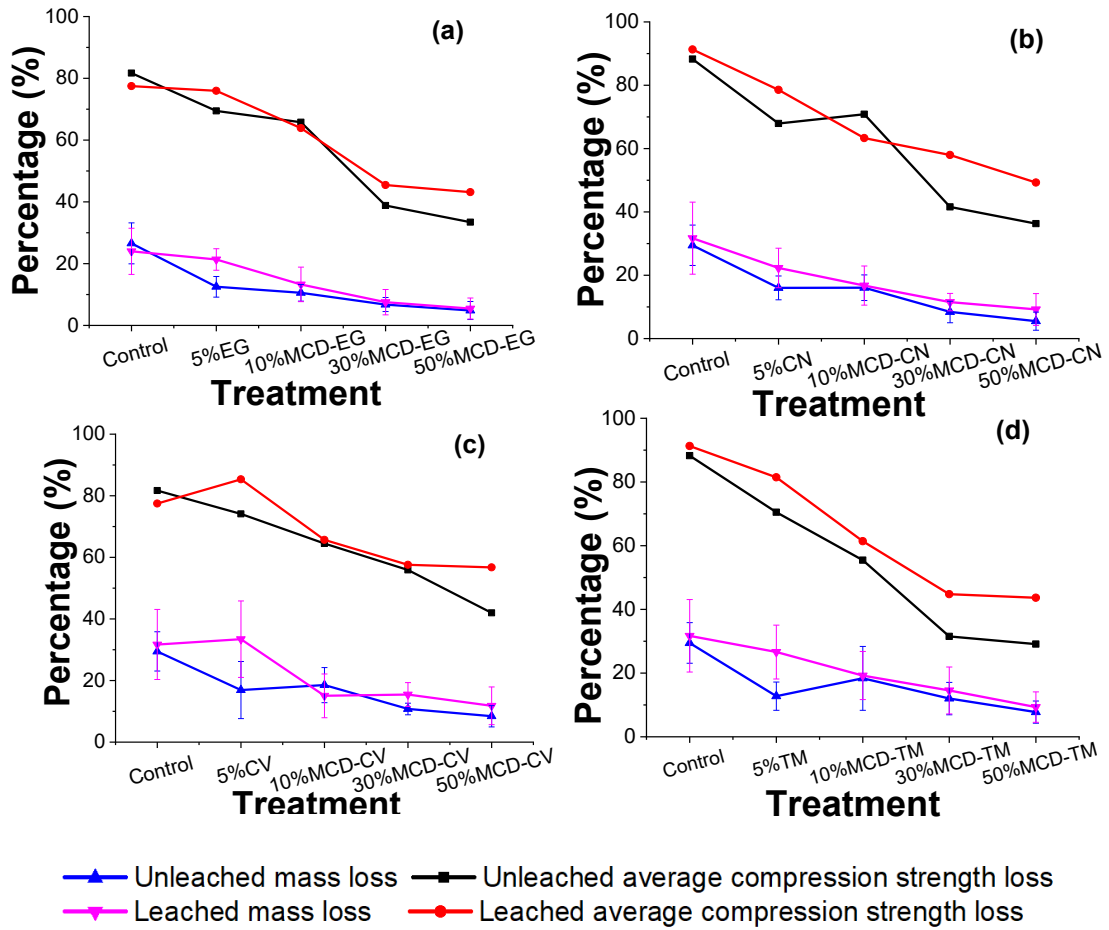 (a)
100
80
60
40
20
0
Percentage (%)
Control
5%EG
10%MCD-EG
30%MCD-EG
50%MCD-EG
Treatment
(b)
100
80
60
40
20
0
Percentage (%)
Control
5%CN
10%MCD-CN
30%MCD-CN
50%MCD-CN
Treatment
(c)
100
80
60
40
20
0
Percentage (%)
Control
5%CV
10%MCD-CV
30%MCD-CV
50%MCD-CV
Treatment
(d)
100
80
60
40
20
0
Percentage (%)
Control
5%TM
10%MCD-TM
30%MCD-TM
50%MCD-TM
Treatment
Unleached mass loss Unleached average compression strength loss
Leached mass loss Leached average compression strength loss